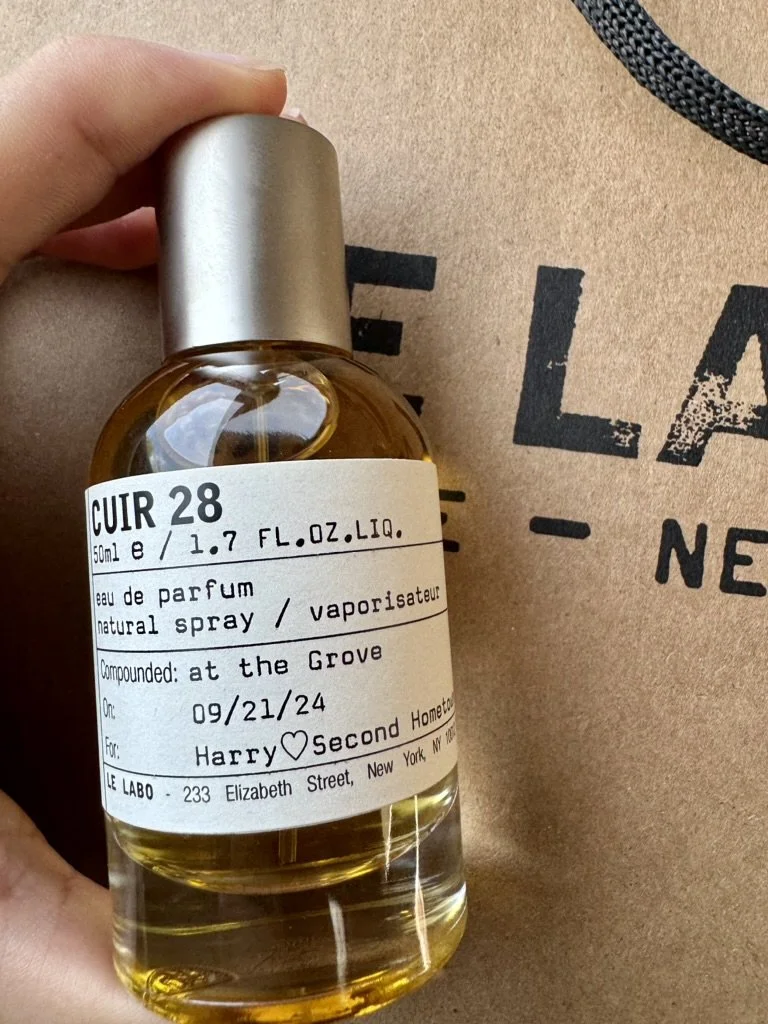 E LA
E — NE
CUIR 28
50ml e / 1.7 FL.OZ.LIQ.
eau de parfum
natural spray / vaporisateur
Compounded: at the Grove
On: 09/21/24
For: Harry♡Second Hometow
LE LABO - 233 Elizabeth Street, New York, NY